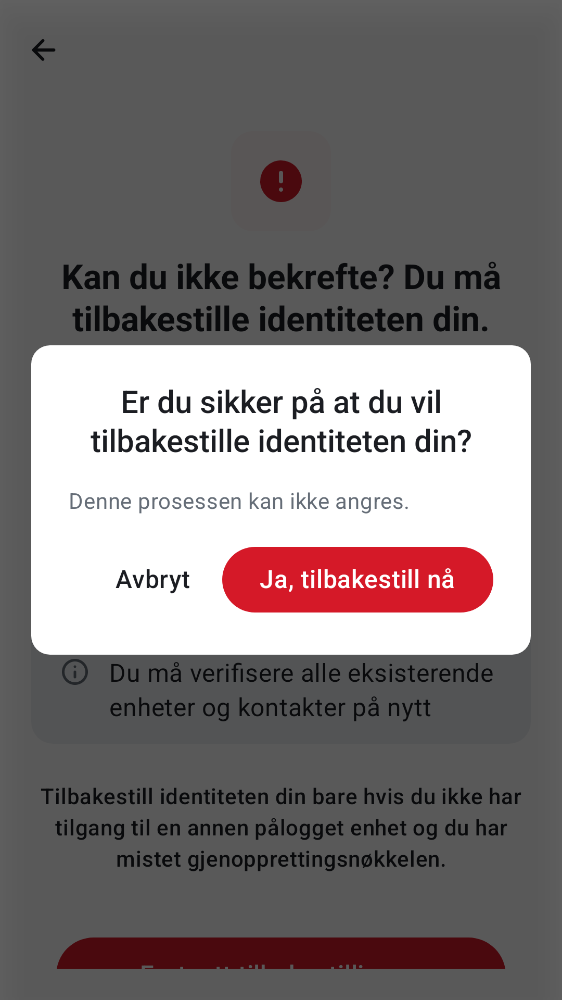 Kan du ikke bekrefte? Du må
tilbakestille identiteten din.
Er du sikker på at du vil
tilbakestille identiteten din?
Denne prosessen kan ikke angres.
Avbryt
Ja, tilbakestill nå
Du må verifisere alle eksisterende
enheter og kontakter på nytt
Tilbakestill identiteten din bare hvis du ikke har
tilgang til en annen pålogget enhet og du har
mistet gjenopprettingsnøkkelen.